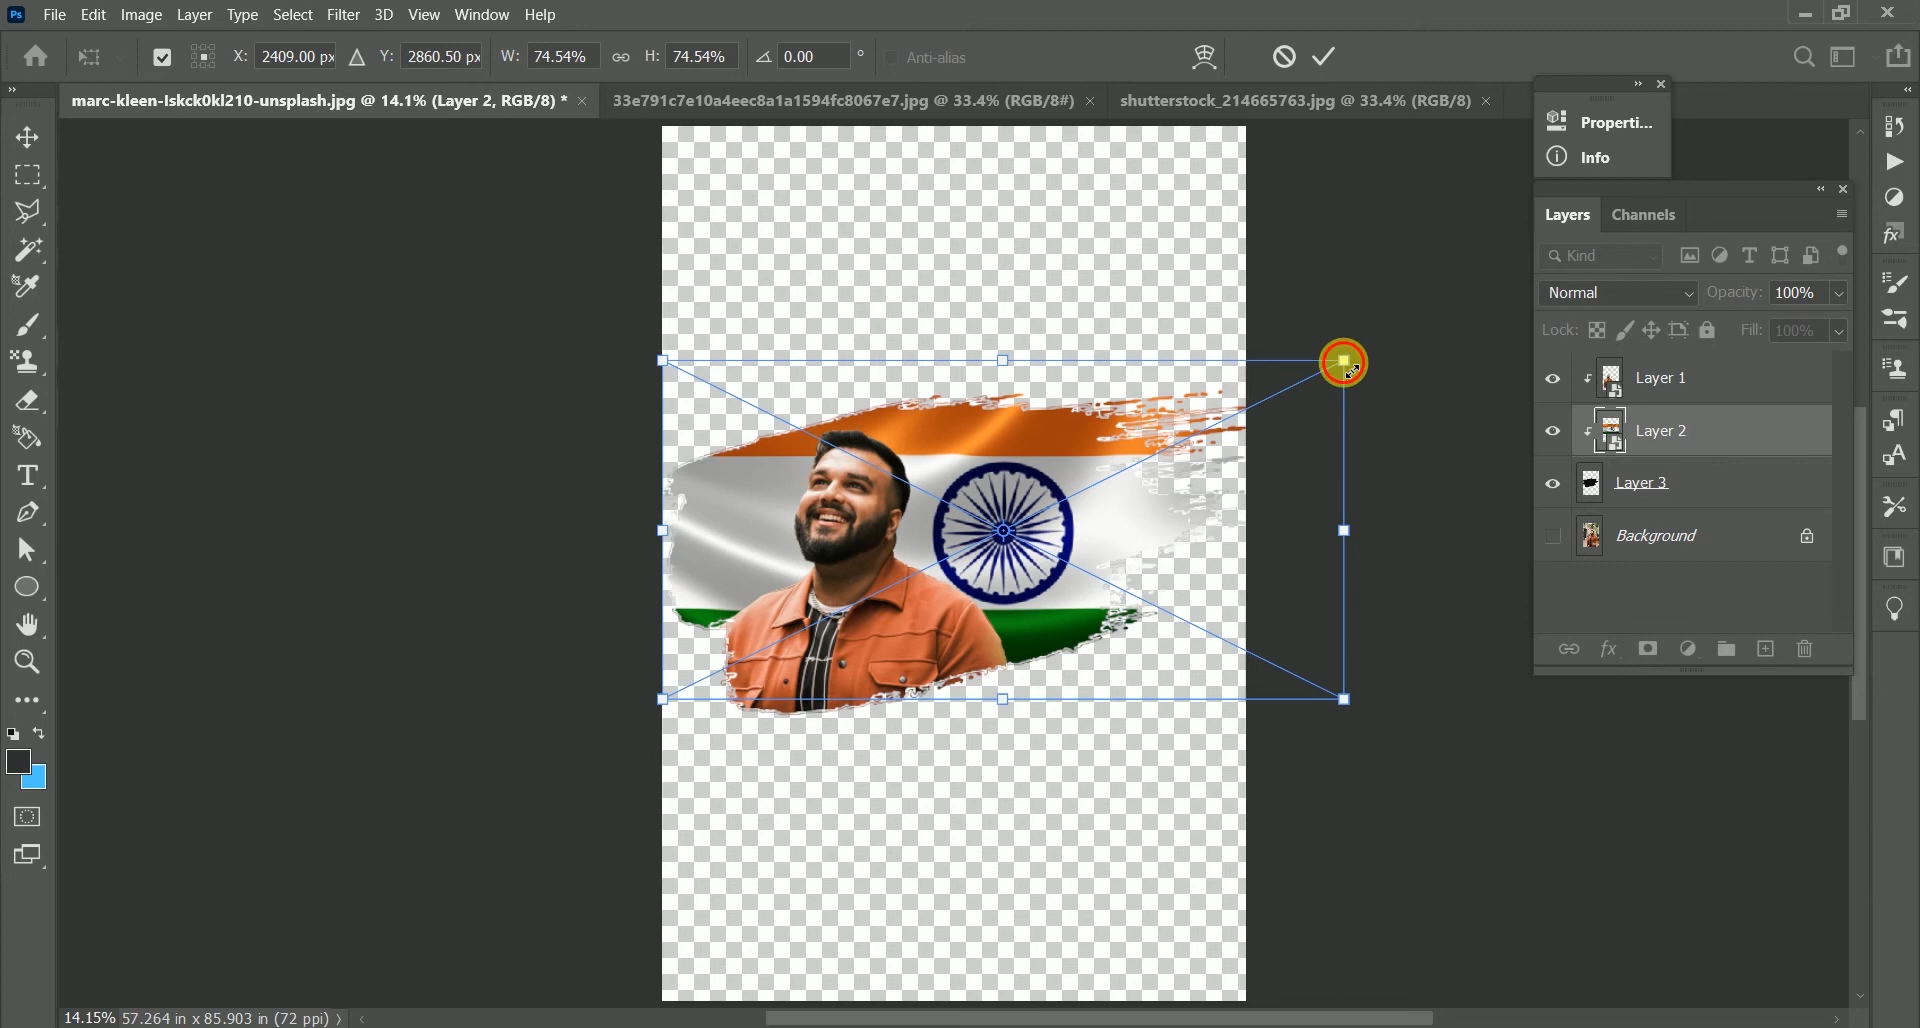 Ps File Edit Image Layer Type Select Filter 3D View Window Help
X: 2409.00 px Y: 2860.50 px W: 74.54% H: 74.54% 0.00 ° Anti-alias
marc-kleen-Iskck0kl210-unsplash.jpg @ 14.1% (Layer 2, RGB/8) * × 33e791c7e10a4eec8a1a1594fc8067e7.jpg @ 33.4% (RGB/8#) × shutterstock_214665763.jpg @ 33.4% (RGB/8) ×
Properti...
Info
Layers Channels
Kind
Normal Opacity: 100%
Lock: Fill: 100%
Layer 1
Layer 2
Layer 3
Background
14.15% 57.264 in x 85.903 in (72 ppi)